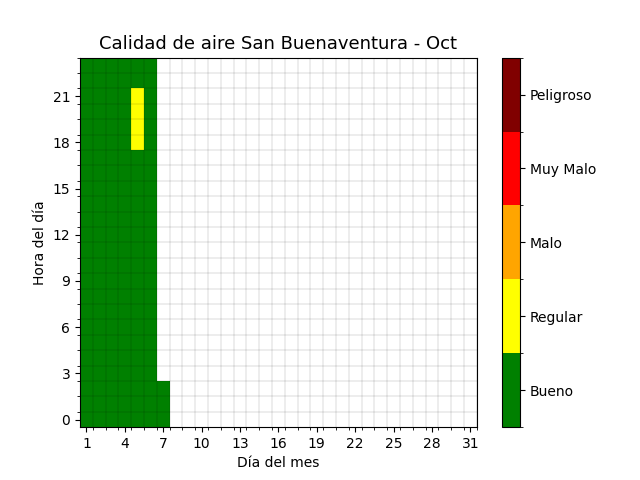 Calidad de aire San Buenaventura - Oct
Hora del día
21
18
15
12
9
6
3
0
1 4 7 10 13 16 19 22 25 28 31
Día del mes
Peligroso
Muy Malo
Malo
Regular
Bueno